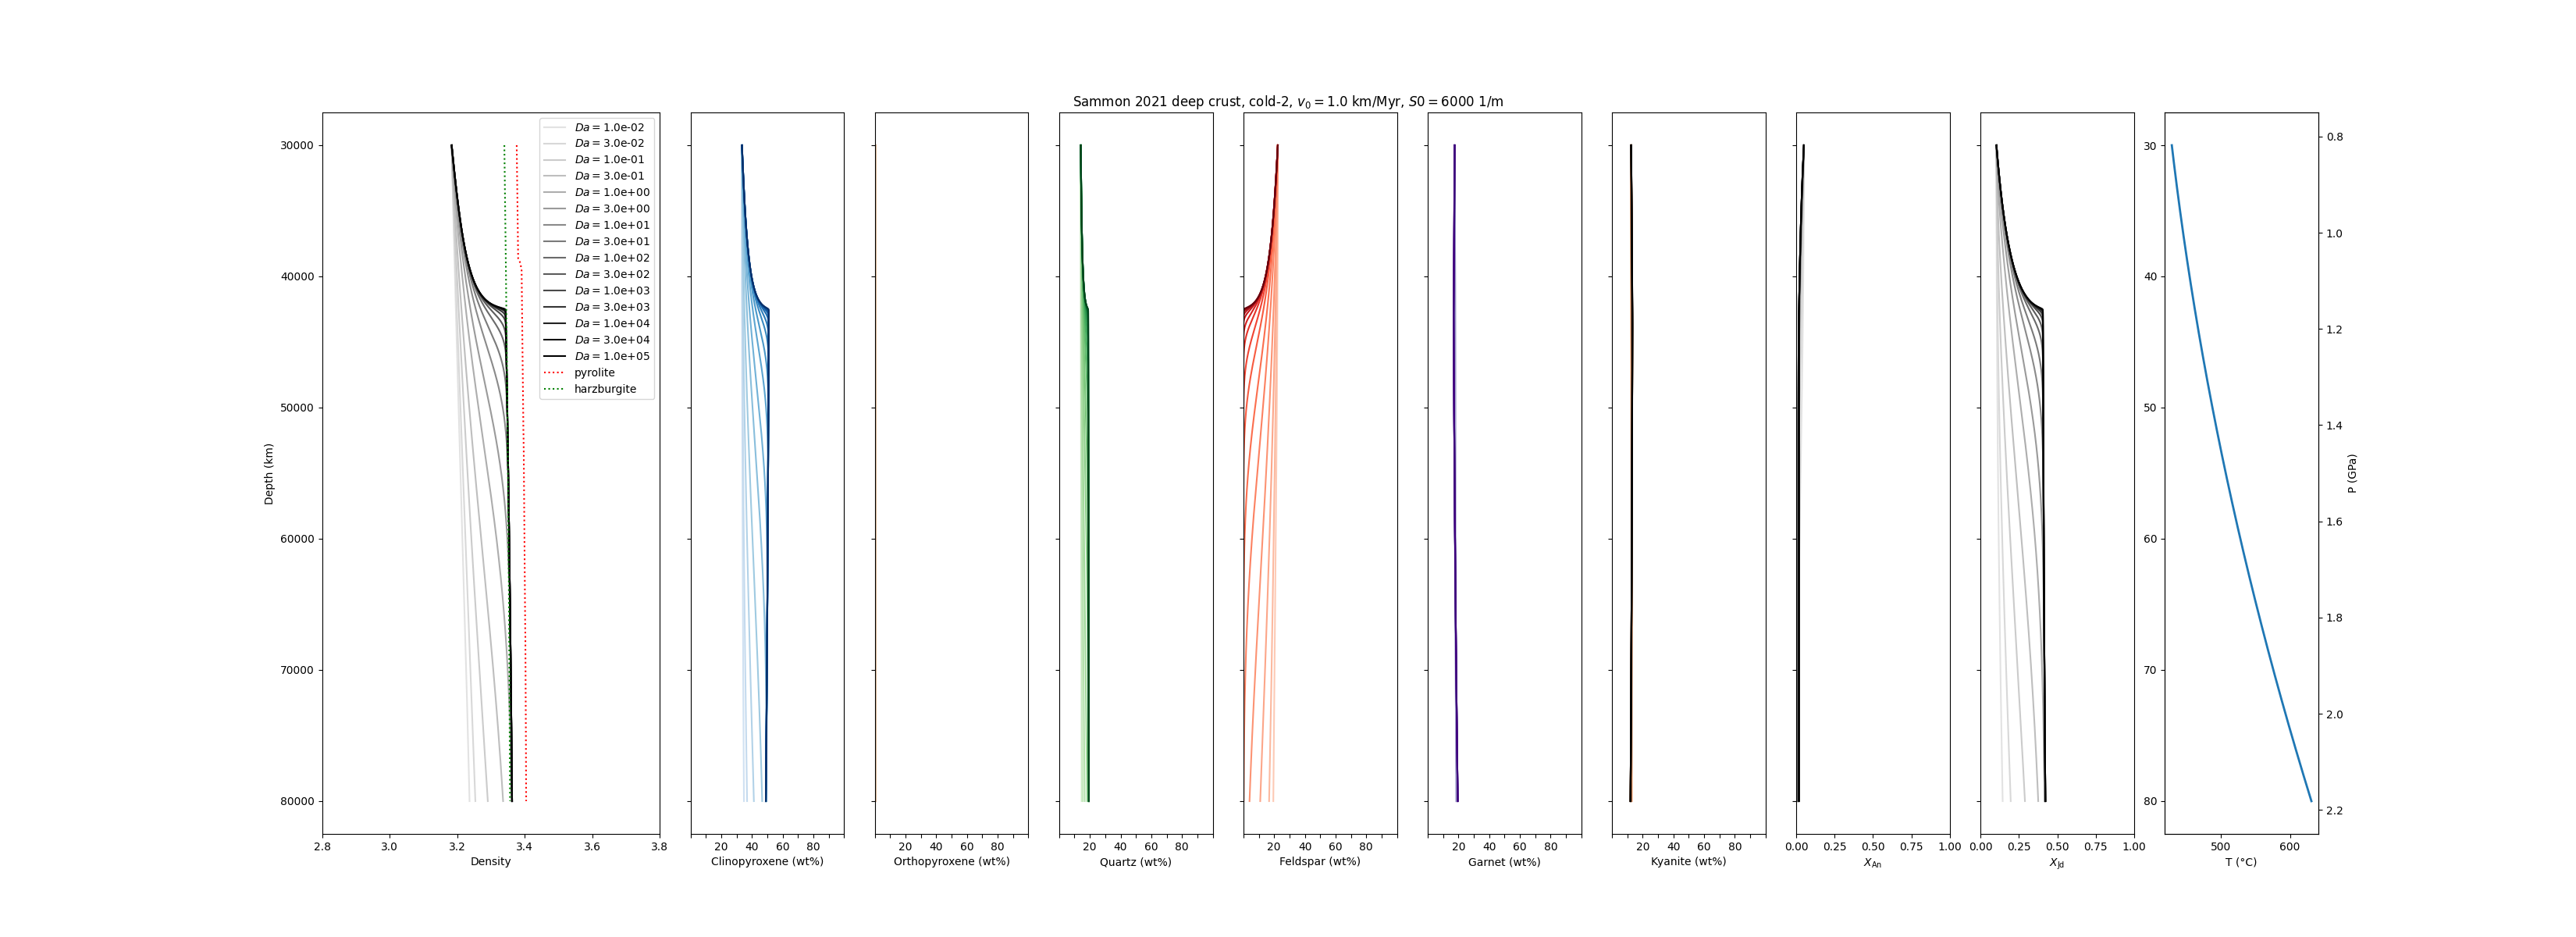 Sammon 2021 deep crust, cold-2, v₀ = 1.0 km/Myr, S0 = 6000 1/m
Da = 1.0e-02
Da = 3.0e-02
Da = 1.0e-01
Da = 3.0e-01
Da = 1.0e+00
Da = 3.0e+00
Da = 1.0e+01
Da = 3.0e+01
Da = 1.0e+02
Da = 3.0e+02
Da = 1.0e+03
Da = 3.0e+03
Da = 1.0e+04
Da = 3.0e+04
Da = 1.0e+05
pyrolite
harzburgite
Depth (km)
30000
40000
50000
60000
70000
80000
2.8 3.0 3.2 3.4 3.6 3.8
Density
20 40 60 80
Clinopyroxene (wt%)
20 40 60 80
Orthopyroxene (wt%)
20 40 60 80
Quartz (wt%)
20 40 60 80
Feldspar (wt%)
20 40 60 80
Garnet (wt%)
20 40 60 80
Kyanite (wt%)
0.00 0.25 0.50 0.75 1.00
X_An
0.00 0.25 0.50 0.75 1.00
X_Jd
30
40
50
60
70
80
500 600
T (°C)
0.8
1.0
1.2
1.4
1.6
1.8
2.0
2.2
P (GPa)